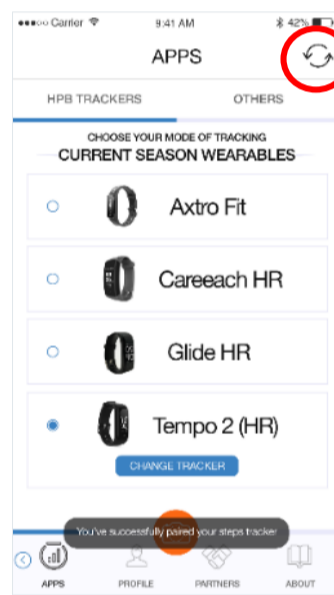 Carrier 9:41 AM 42%
APPS
HPB TRACKERS OTHERS
CHOOSE YOUR MODE OF TRACKING
CURRENT SEASON WEARABLES
Axtro Fit
Careeach HR
Glide HR
Tempo 2 (HR)
CHANGE TRACKER
You've successfully paired your steps tracker
APPS PROFILE PARTNERS ABOUT